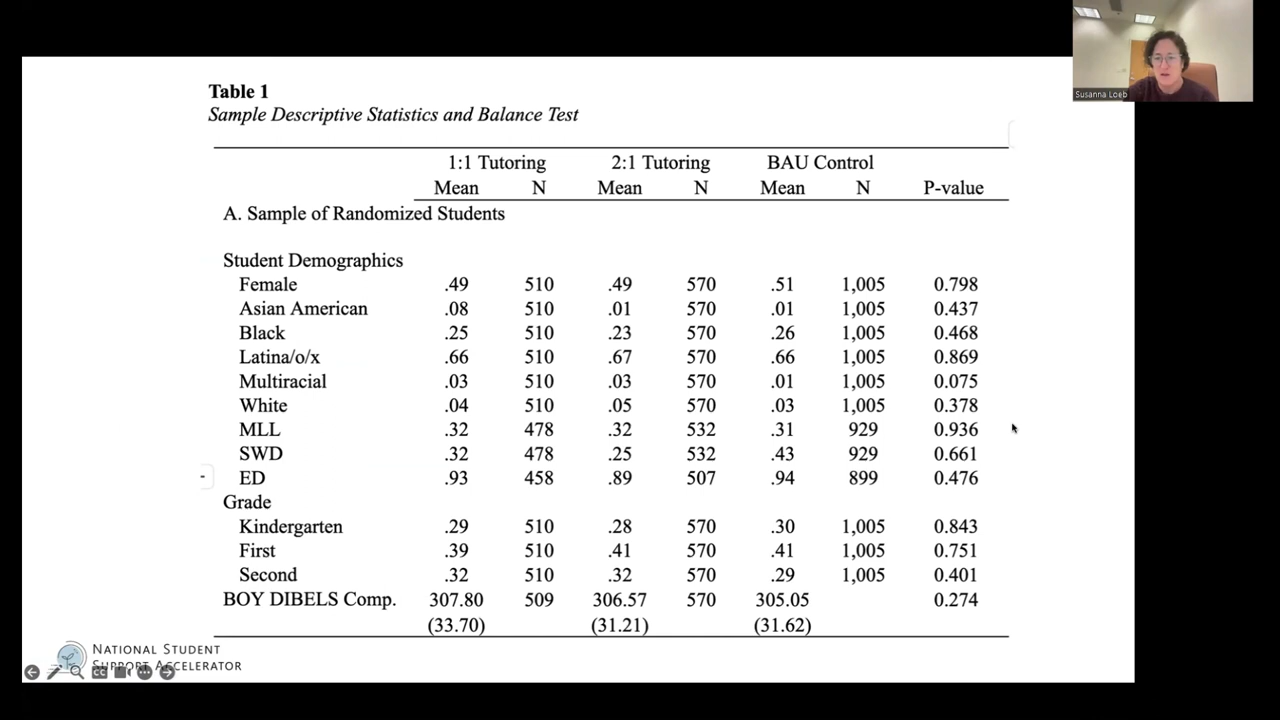 Susanna Loeb
Table 1
Sample Descriptive Statistics and Balance Test
1:1 Tutoring 2:1 Tutoring BAU Control
Mean N Mean N Mean N P-value
A. Sample of Randomized Students
Student Demographics
Female .49 510 .49 570 .51 1,005 0.798
Asian American .08 510 .01 570 .01 1,005 0.437
Black .25 510 .23 570 .26 1,005 0.468
Latina/o/x .66 510 .67 570 .66 1,005 0.869
Multiracial .03 510 .03 570 .01 1,005 0.075
White .04 510 .05 570 .03 1,005 0.378
MLL .32 478 .32 532 .31 929 0.936
SWD .32 478 .25 532 .43 929 0.661
ED .93 458 .89 507 .94 899 0.476
Grade
Kindergarten .29 510 .28 570 .30 1,005 0.843
First .39 510 .41 570 .41 1,005 0.751
Second .32 510 .32 570 .29 1,005 0.401
BOY DIBELS Comp. 307.80 509 306.57 570 305.05 0.274
(33.70) (31.21) (31.62)
NATIONAL STUDENT
SUPPORT ACCELERATOR
CC